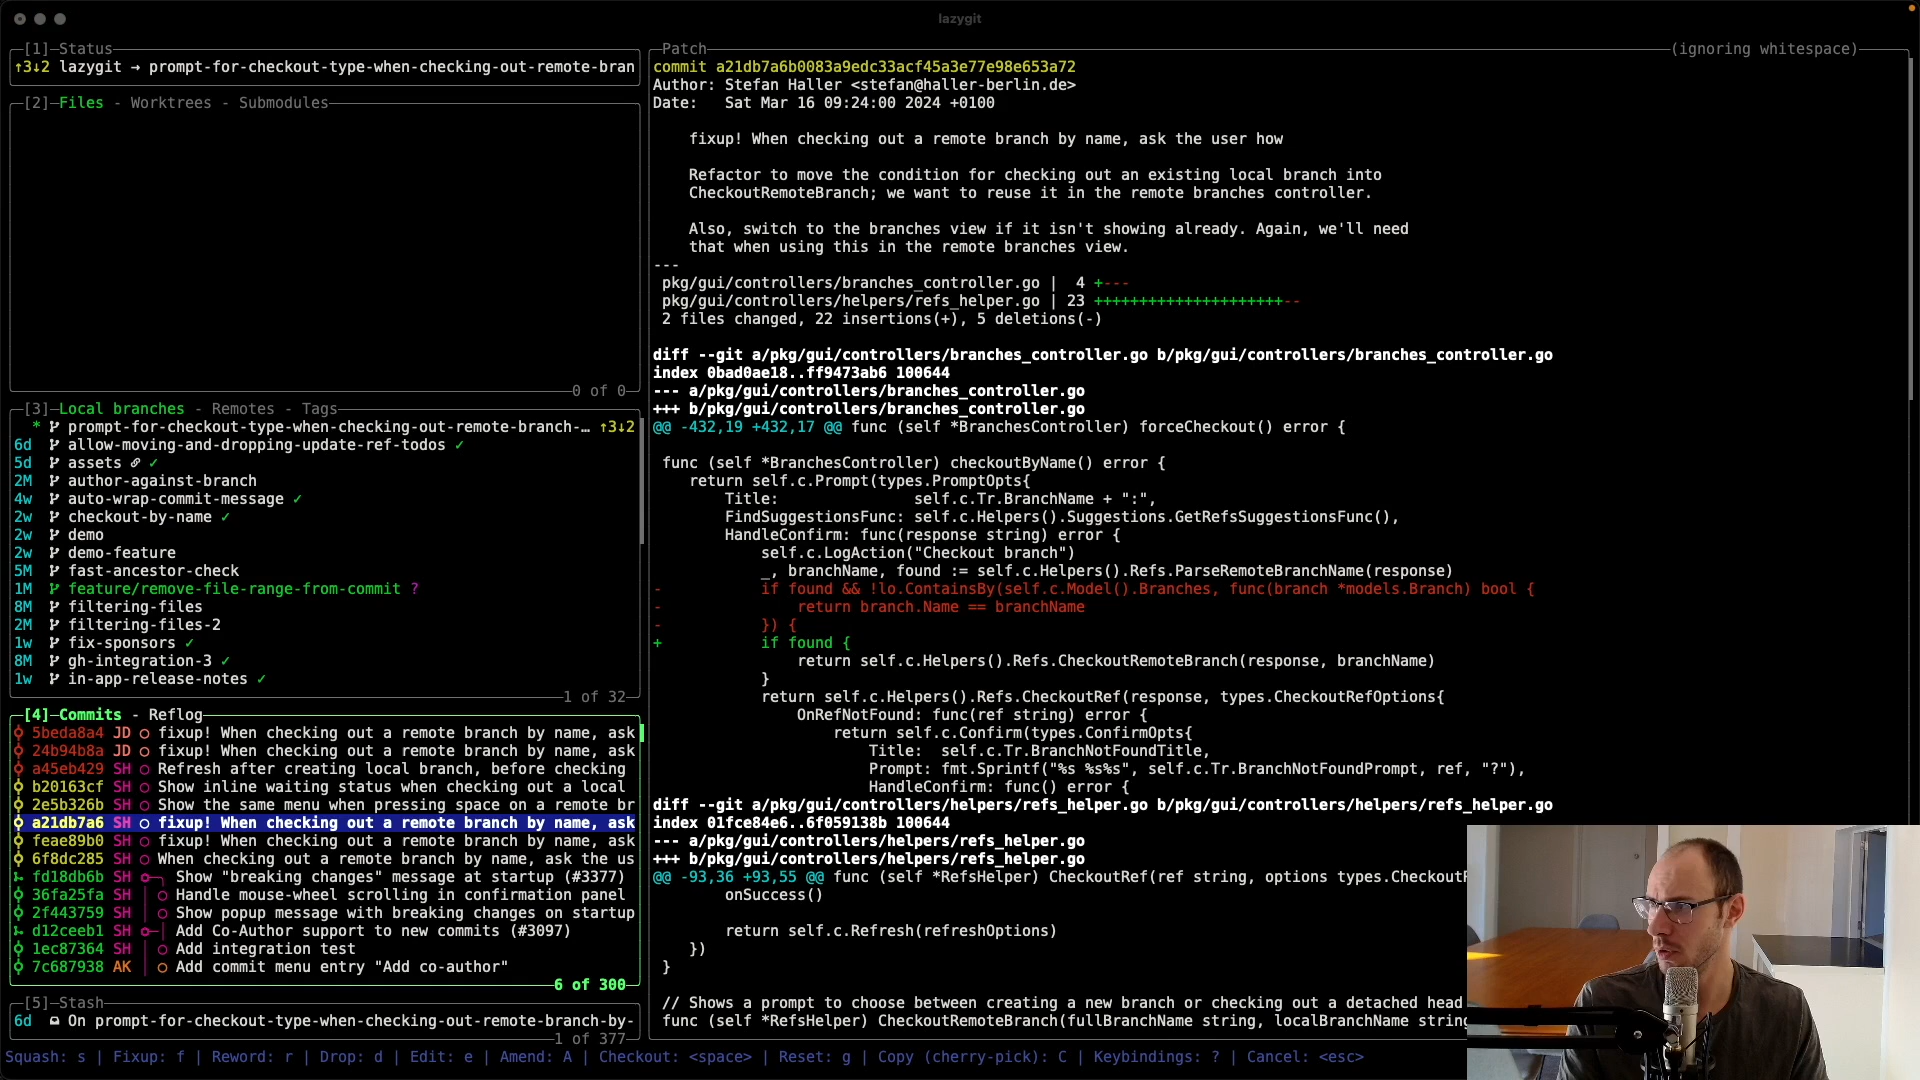 lazygit
[1]─Status
↑3↓2 lazygit → prompt-for-checkout-type-when-checking-out-remote-bran
[2]─Files - Worktrees - Submodules
0 of 0
[3]─Local branches - Remotes - Tags
* prompt-for-checkout-type-when-checking-out-remote-branch-… ↑3↓2
6d allow-moving-and-dropping-update-ref-todos ✓
5d assets ✓
2M author-against-branch
4w auto-wrap-commit-message ✓
2w checkout-by-name ✓
2w demo
2w demo-feature
5M fast-ancestor-check
1M feature/remove-file-range-from-commit ?
8M filtering-files
2M filtering-files-2
1w fix-sponsors ✓
8M gh-integration-3 ✓
1w in-app-release-notes ✓
1 of 32
[4]─Commits - Reflog
5beda8a4 JD ○ fixup! When checking out a remote branch by name, ask
24b94b8a JD ○ fixup! When checking out a remote branch by name, ask
a45eb429 SH ○ Refresh after creating local branch, before checking
b20163cf SH ○ Show inline waiting status when checking out a local
2e5b326b SH ○ Show the same menu when pressing space on a remote br
a21db7a6 SH ○ fixup! When checking out a remote branch by name, ask
feae89b0 SH ○ fixup! When checking out a remote branch by name, ask
6f8dc285 SH ○ When checking out a remote branch by name, ask the us
fd18db6b SH Show "breaking changes" message at startup (#3377)
36fa25fa SH │ ○ Handle mouse-wheel scrolling in confirmation panel
2f443759 SH │ ○ Show popup message with breaking changes on startup
d12ceeb1 SH Add Co-Author support to new commits (#3097)
1ec87364 SH │ ○ Add integration test
7c687938 AK │ ○ Add commit menu entry "Add co-author"
6 of 300
[5]─Stash
6d On prompt-for-checkout-type-when-checking-out-remote-branch-by-
1 of 377
Patch
(ignoring whitespace)
commit a21db7a6b0083a9edc33acf45a3e77e98e653a72
Author: Stefan Haller <stefan@haller-berlin.de>
Date:   Sat Mar 16 09:24:00 2024 +0100
fixup! When checking out a remote branch by name, ask the user how
Refactor to move the condition for checking out an existing local branch into
CheckoutRemoteBranch; we want to reuse it in the remote branches controller.
Also, switch to the branches view if it isn't showing already. Again, we'll need
that when using this in the remote branches view.
---
pkg/gui/controllers/branches_controller.go |  4 +---
pkg/gui/controllers/helpers/refs_helper.go | 23 +++++++++++++++++++++--
2 files changed, 22 insertions(+), 5 deletions(-)
diff --git a/pkg/gui/controllers/branches_controller.go b/pkg/gui/controllers/branches_controller.go
index 0bad0ae18..ff9473ab6 100644
--- a/pkg/gui/controllers/branches_controller.go
+++ b/pkg/gui/controllers/branches_controller.go
@@ -432,19 +432,17 @@ func (self *BranchesController) forceCheckout() error {
func (self *BranchesController) checkoutByName() error {
return self.c.Prompt(types.PromptOpts{
Title:               self.c.Tr.BranchName + ":",
FindSuggestionsFunc: self.c.Helpers().Suggestions.GetRefsSuggestionsFunc(),
HandleConfirm: func(response string) error {
self.c.LogAction("Checkout branch")
_, branchName, found := self.c.Helpers().Refs.ParseRemoteBranchName(response)
- if found && !lo.ContainsBy(self.c.Model().Branches, func(branch *models.Branch) bool {
- return branch.Name == branchName
- }) {
+ if found {
return self.c.Helpers().Refs.CheckoutRemoteBranch(response, branchName)
}
return self.c.Helpers().Refs.CheckoutRef(response, types.CheckoutRefOptions{
OnRefNotFound: func(ref string) error {
return self.c.Confirm(types.ConfirmOpts{
Title:  self.c.Tr.BranchNotFoundTitle,
Prompt: fmt.Sprintf("%s %s%s", self.c.Tr.BranchNotFoundPrompt, ref, "?"),
HandleConfirm: func() error {
diff --git a/pkg/gui/controllers/helpers/refs_helper.go b/pkg/gui/controllers/helpers/refs_helper.go
index 01fce84e6..6f059138b 100644
--- a/pkg/gui/controllers/helpers/refs_helper.go
+++ b/pkg/gui/controllers/helpers/refs_helper.go
@@ -93,36 +93,55 @@ func (self *RefsHelper) CheckoutRef(ref string, options types.CheckoutR
onSuccess()
return self.c.Refresh(refreshOptions)
})
}
// Shows a prompt to choose between creating a new branch or checking out a detached head
func (self *RefsHelper) CheckoutRemoteBranch(fullBranchName string, localBranchName string
Squash: s | Fixup: f | Reword: r | Drop: d | Edit: e | Amend: A | Checkout: <space> | Reset: g | Copy (cherry-pick): C | Keybindings: ? | Cancel: <esc>